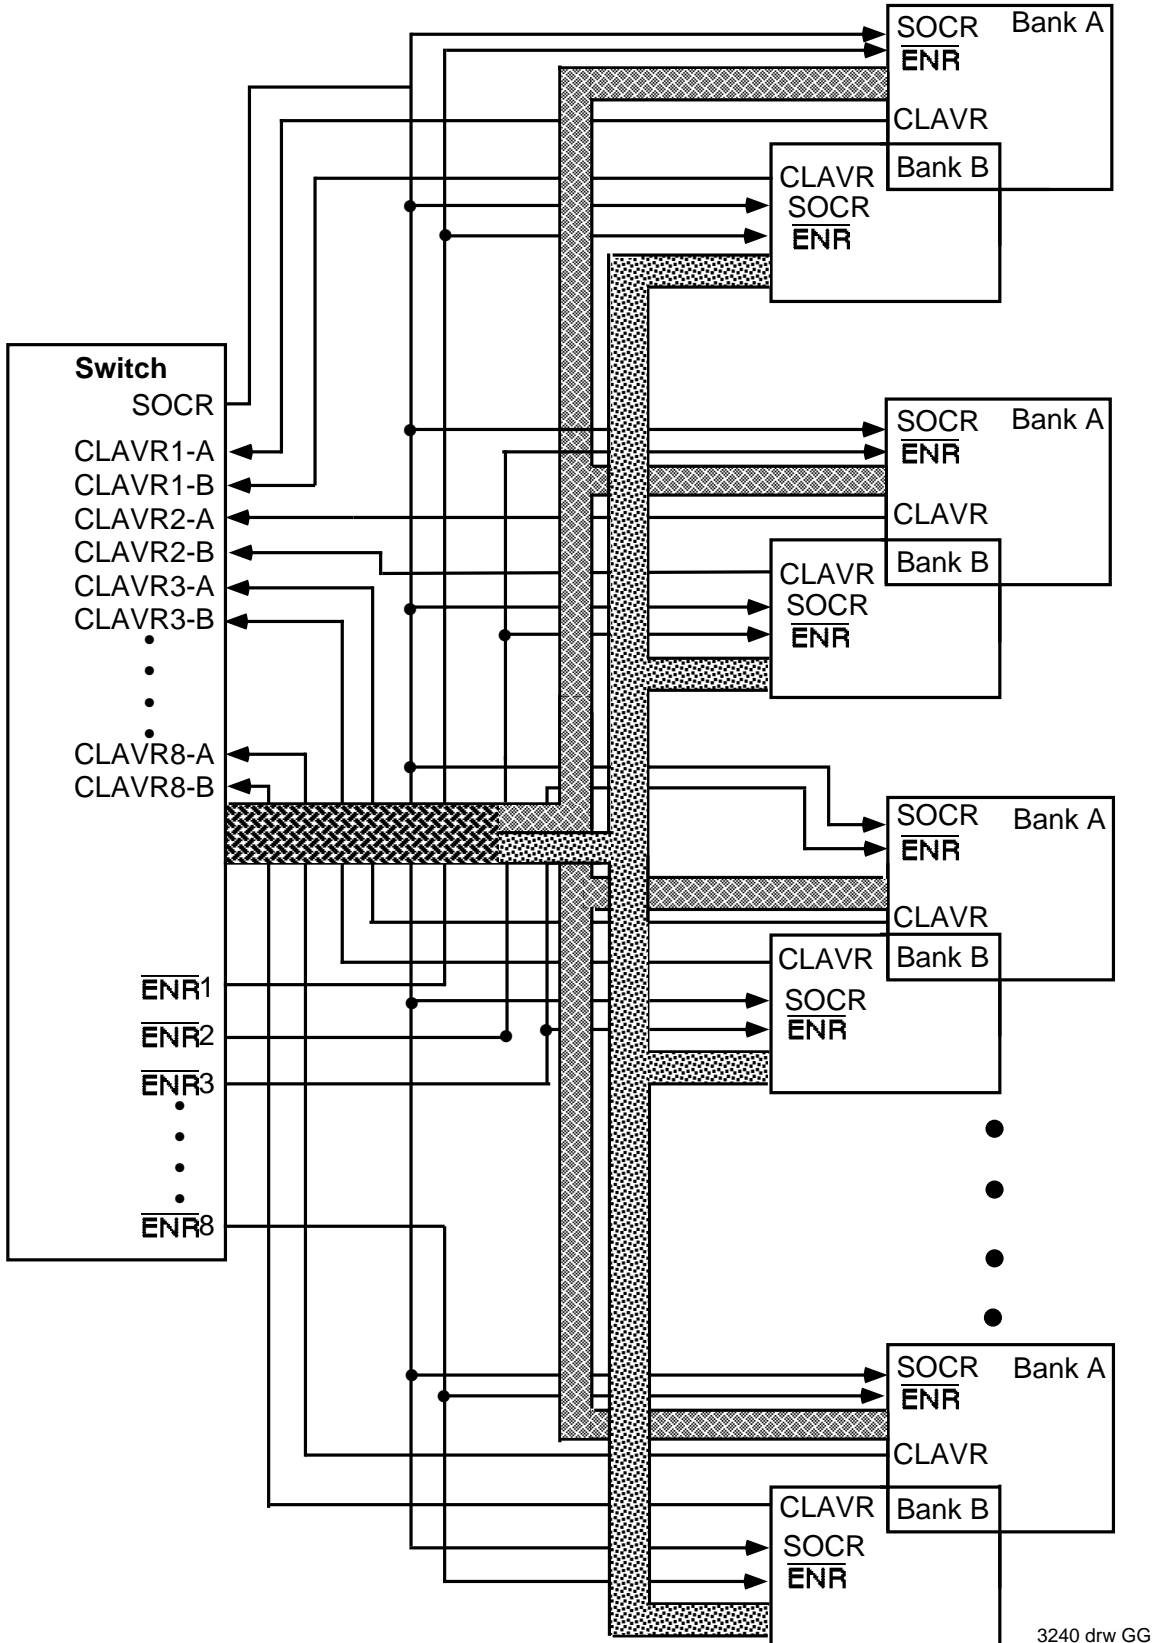 SOCR Bank A
ENR
CLAVR
Bank B
CLAVR
SOCR
ENR
Switch
SOCR
CLAVR1-A
CLAVR1-B
CLAVR2-A
CLAVR2-B
CLAVR3-A
CLAVR3-B
CLAVR8-A
CLAVR8-B
ENR1
ENR2
ENR3
ENR8
SOCR Bank A
ENR
CLAVR
Bank B
CLAVR
SOCR
ENR
SOCR Bank A
ENR
CLAVR
Bank B
CLAVR
SOCR
ENR
SOCR Bank A
ENR
CLAVR
Bank B
CLAVR
SOCR
ENR
3240 drw GG